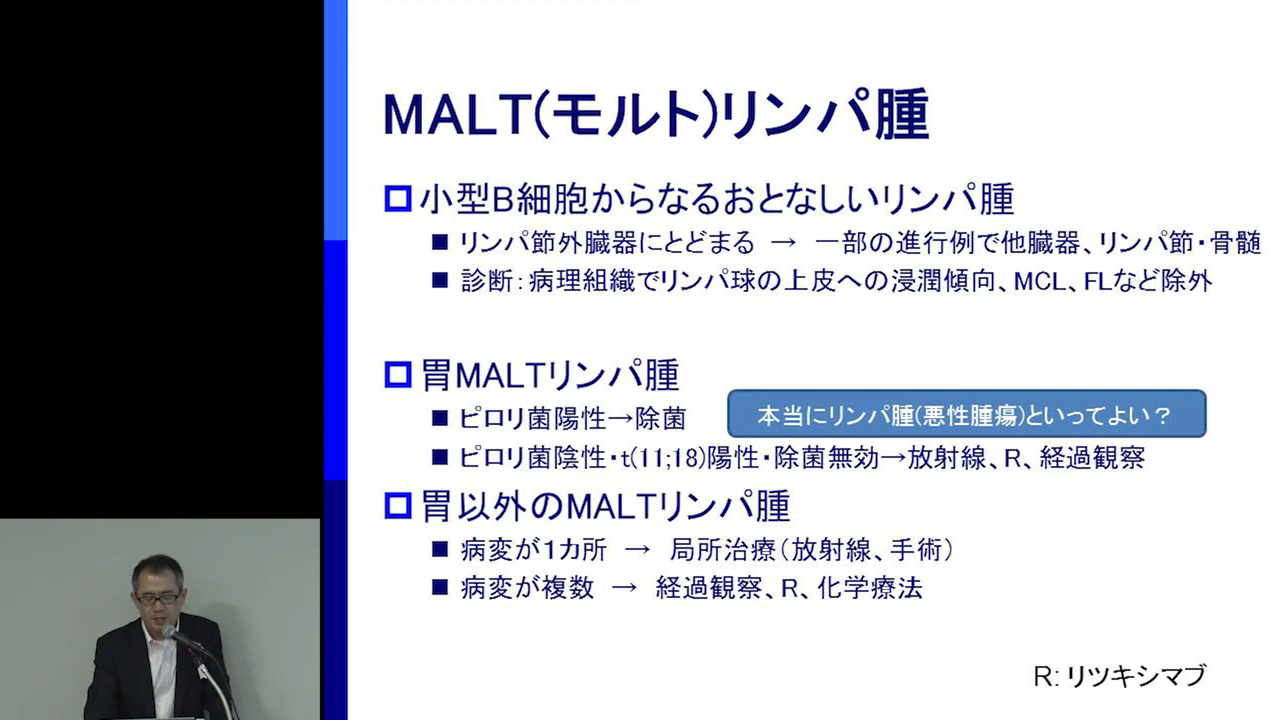 MALT(モルト)リンパ腫
小型B細胞からなるおとなしいリンパ腫
リンパ節外臓器にとどまる → 一部の進行例で他臓器、リンパ節・骨髄
診断：病理組織でリンパ球の上皮への浸潤傾向、MCL、FLなど除外
胃MALTリンパ腫
ピロリ菌陽性→除菌
本当にリンパ腫(悪性腫瘍)といってよい？
ピロリ菌陰性・t(11;18)陽性・除菌無効→放射線、R、経過観察
胃以外のMALTリンパ腫
病変が1カ所 → 局所治療（放射線、手術）
病変が複数 → 経過観察、R、化学療法
R: リツキシマブ